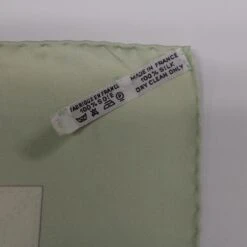 FABRIQUE EN FRANCE
100% SOIE
MADE IN FRANCE
100% SILK
DRY CLEAN ONLY